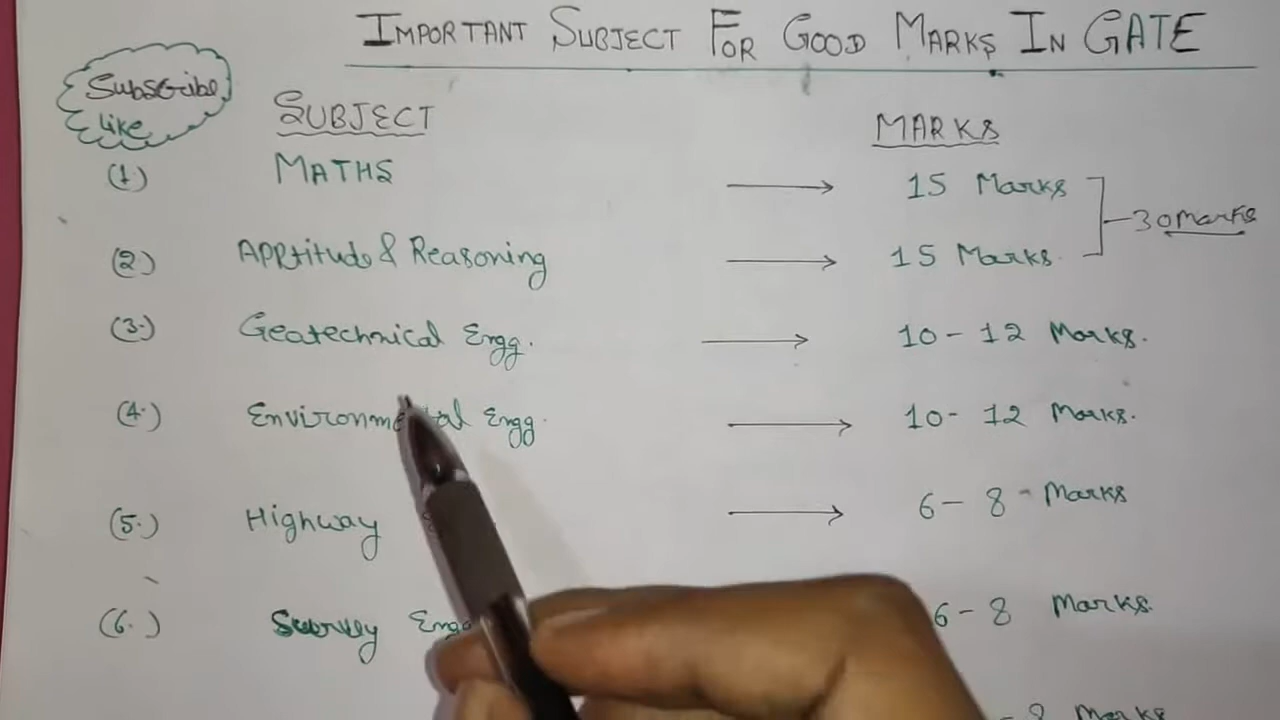 IMPORTANT SUBJECT FOR GOOD MARKS IN GATE
Subscribe
like
SUBJECT MARKS
(1) MATHS → 15 Marks
30 marks
(2) Apptitude & Reasoning → 15 Marks.
(3.) Geotechnical Engg. → 10 - 12 Marks.
(4.) Environmental Engg. → 10 - 12 Marks.
(5.) Highway → 6 - 8 - Marks
(6.) Survey 6 - 8 Marks.
- 8 Marks